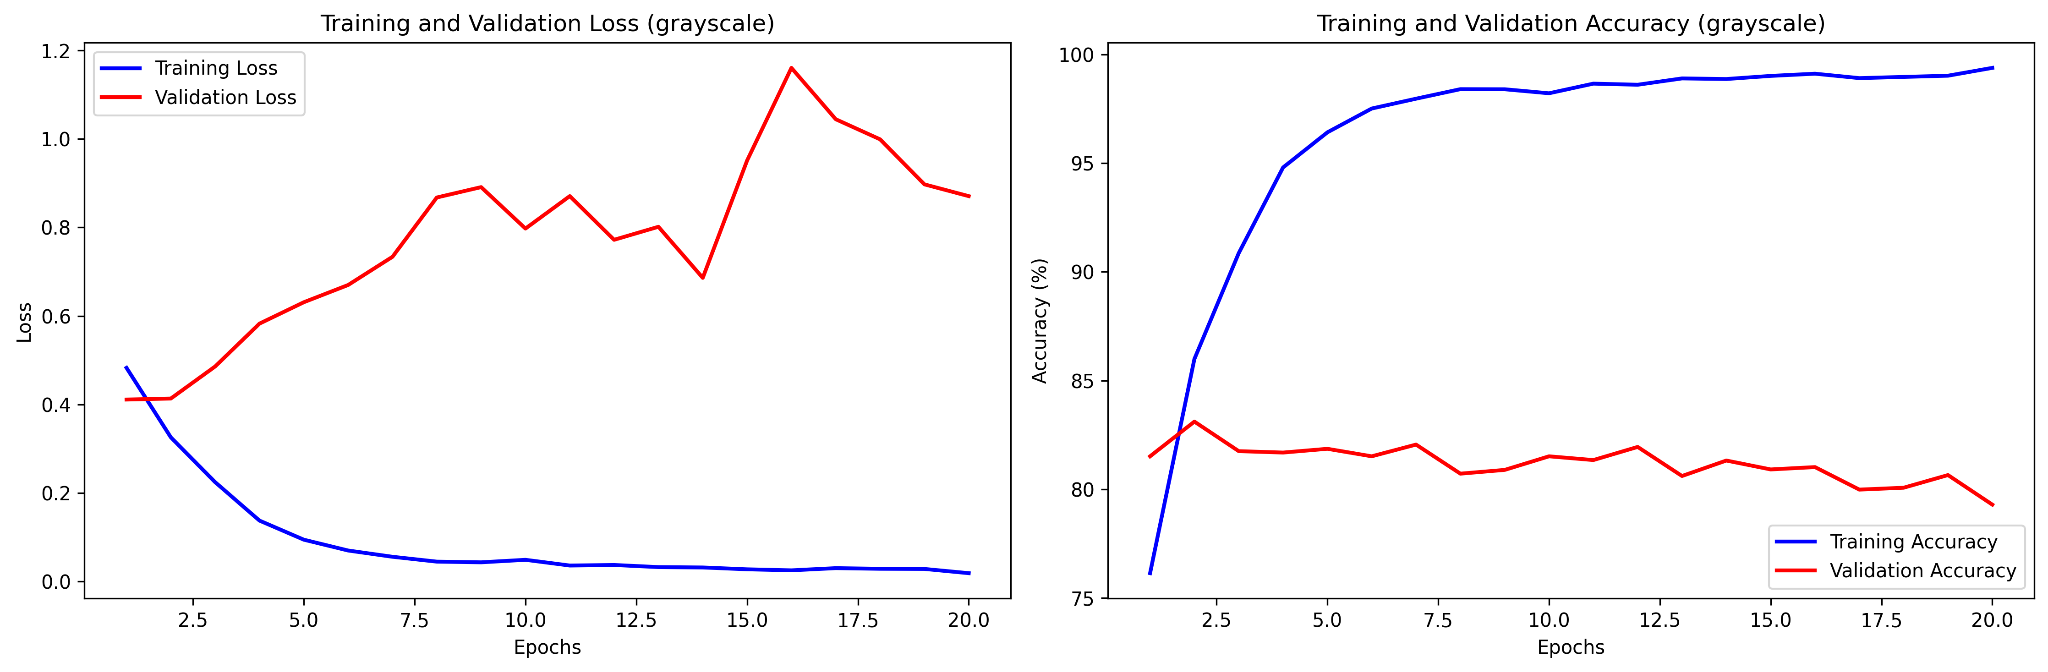 Training and Validation Loss (grayscale)
1.2
1.0
0.8
0.6
0.4
0.2
0.0
Loss
Training Loss
Validation Loss
2.5 5.0 7.5 10.0 12.5 15.0 17.5 20.0
Epochs
Training and Validation Accuracy (grayscale)
100
95
90
85
80
75
Accuracy (%)
Training Accuracy
Validation Accuracy
2.5 5.0 7.5 10.0 12.5 15.0 17.5 20.0
Epochs